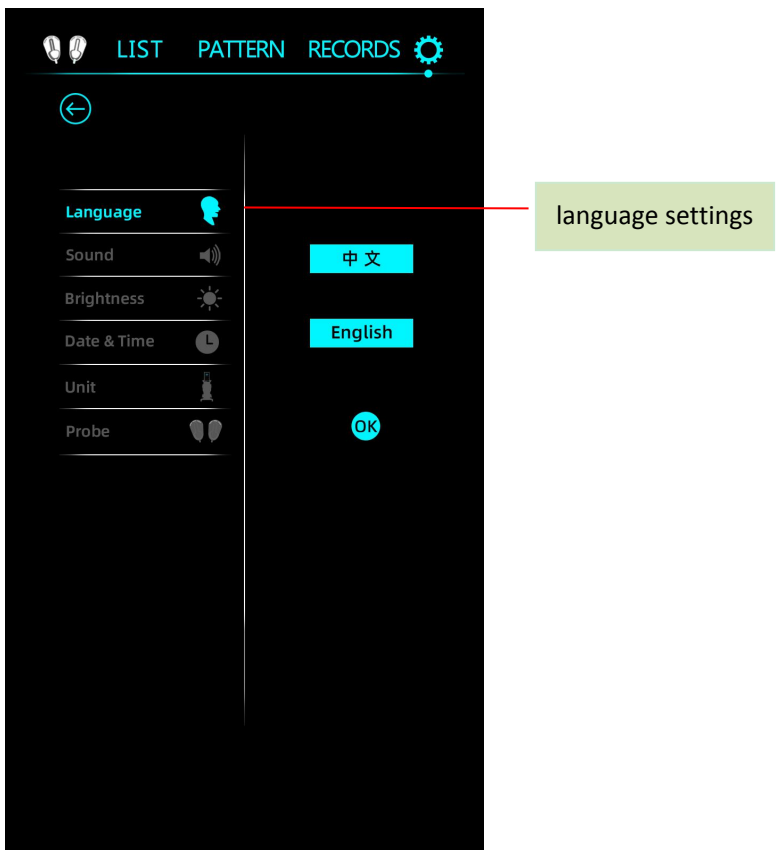 LIST PATTERN RECORDS
Language
language settings
Sound
中文
Brightness
English
Date & Time
Unit
Probe
OK